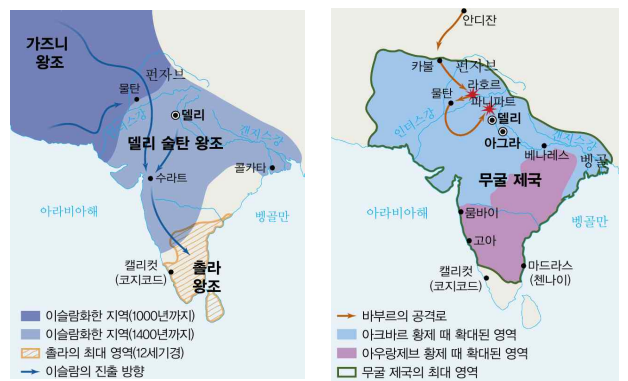 가즈니
왕조
펀자브
물탄
인더스강
델리
갠지스강
델리 술탄 왕조
콜카타
수라트
아라비아해
벵골만
캘리컷
(코지코드)
촐라
왕조
이슬람화한 지역(1000년까지)
이슬람화한 지역(1400년까지)
촐라의 최대 영역(12세기경)
이슬람의 진출 방향
안디잔
카불
펀자브
라호르
물탄
파니파트
인더스강
델리
갠지스강
아그라
베나레스
벵골
무굴 제국
아라비아해
뭄바이
벵골만
고아
캘리컷
(코지코드)
마드라스
(첸나이)
바부르의 공격로
아크바르 황제 때 확대된 영역
아우랑제브 황제 때 확대된 영역
무굴 제국의 최대 영역